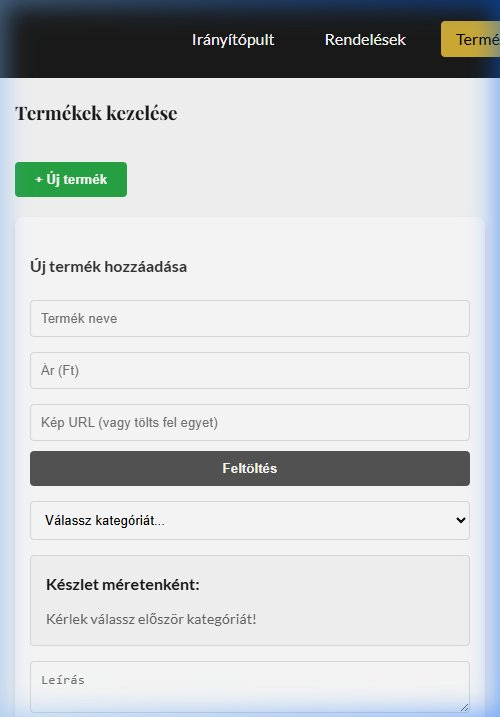 Irányítópult Rendelések Termé
Termékek kezelése
+ Új termék
Új termék hozzáadása
Termék neve
Ár (Ft)
Kép URL (vagy tölts fel egyet)
Feltöltés
Válassz kategóriát...
Készlet méretenként:
Kérlek válassz először kategóriát!
Leírás